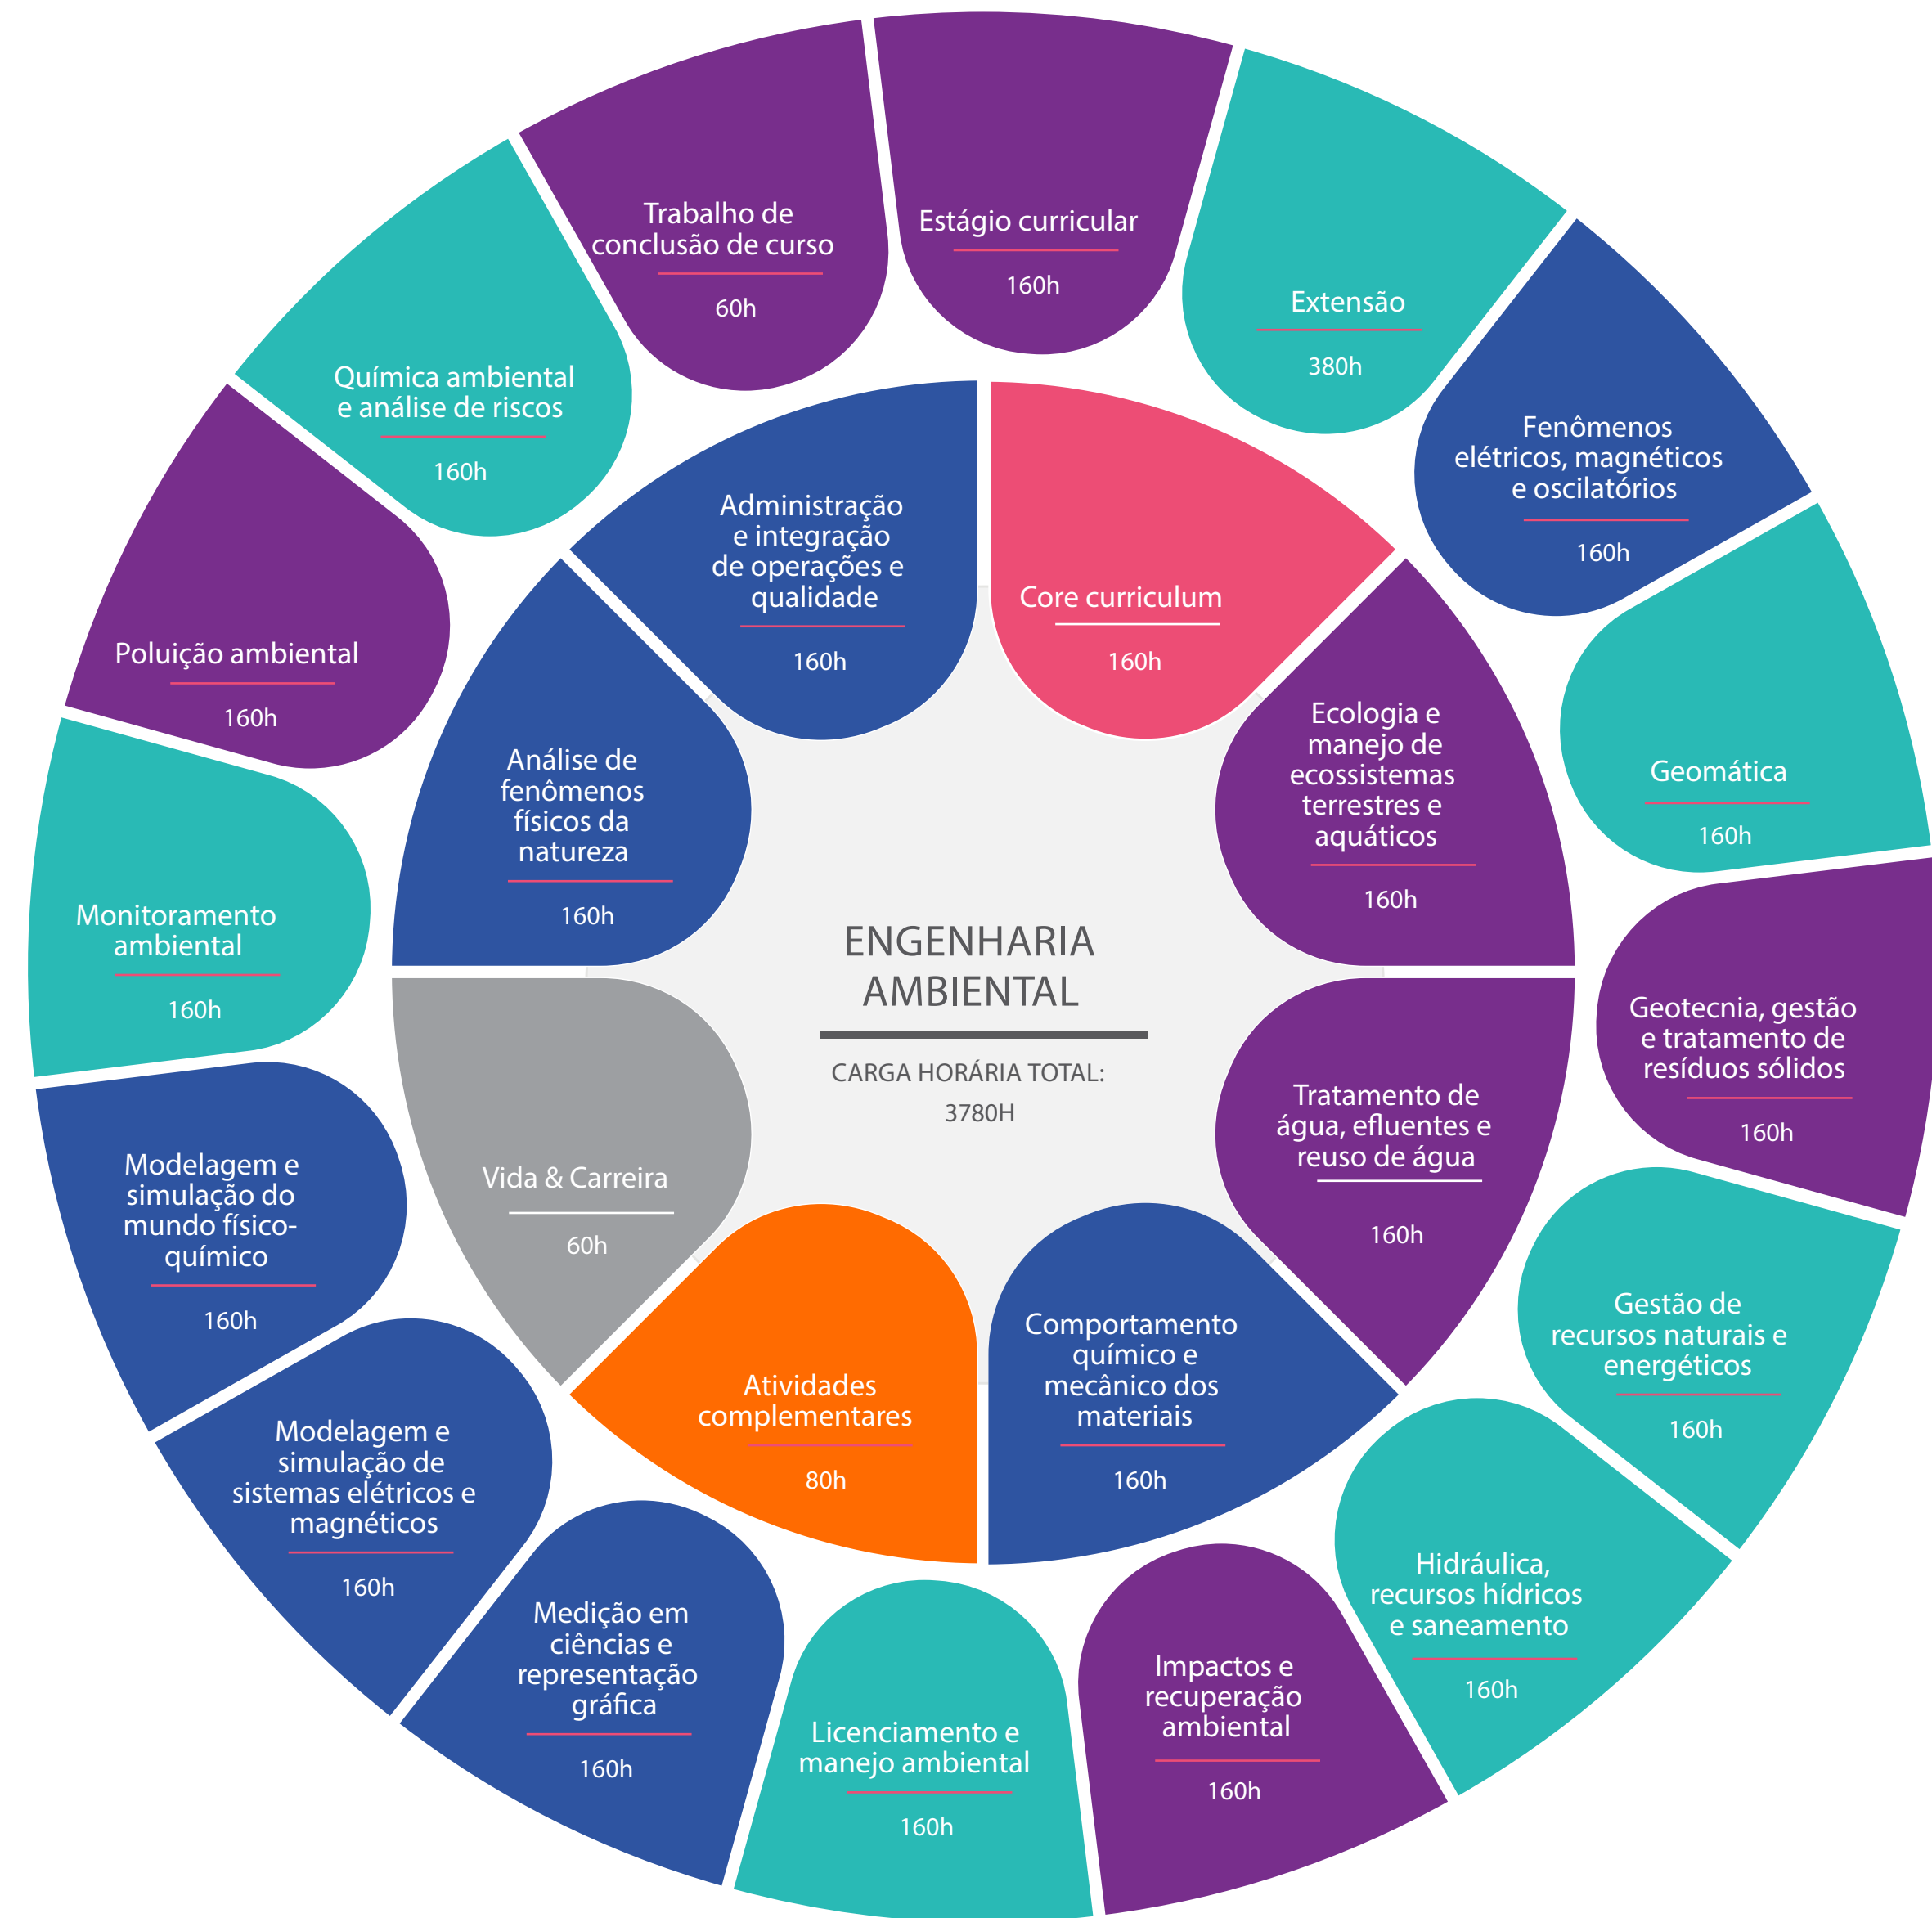 Trabalho de
conclusão de curso
60h
Estágio curricular
160h
Extensão
380h
Fenômenos
elétricos, magnéticos
e oscilatórios
160h
Geomática
160h
Geotecnia, gestão
e tratamento de
resíduos sólidos
160h
Gestão de
recursos naturais e
energéticos
160h
Hidráulica,
recursos hídricos
e saneamento
160h
Impactos e
recuperação
ambiental
160h
Licenciamento e
manejo ambiental
160h
Medição em
ciências e
representação
gráfica
160h
Modelagem e
simulação de
sistemas elétricos e
magnéticos
160h
Modelagem e
simulação do
mundo físico-
químico
160h
Monitoramento
ambiental
160h
Poluição ambiental
160h
Química ambiental
e análise de riscos
160h
Administração
e integração
de operações e
qualidade
160h
Core curriculum
160h
Ecologia e
manejo de
ecossistemas
terrestres e
aquáticos
160h
Tratamento de
água, efluentes e
reuso de água
160h
Comportamento
químico e
mecânico dos
materiais
160h
Atividades
complementares
80h
Vida & Carreira
60h
Análise de
fenômenos
físicos da
natureza
160h
ENGENHARIA
AMBIENTAL
CARGA HORÁRIA TOTAL:
3780H